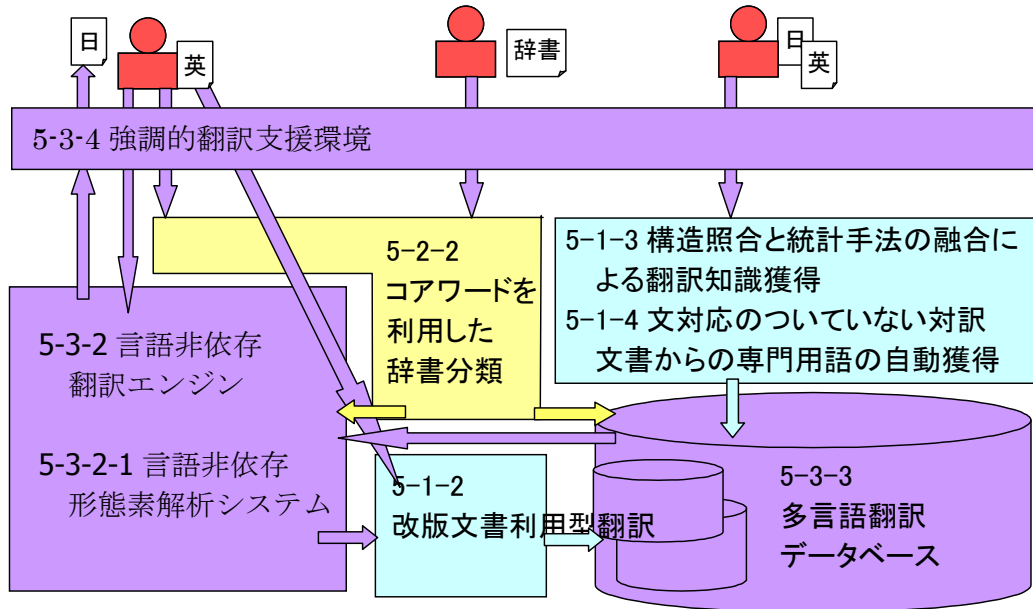 日
英
辞書
日
英
5-3-4 強調的翻訳支援環境
5-2-2
コアワードを
利用した
辞書分類
5-1-3 構造照合と統計手法の融合に
よる翻訳知識獲得
5-1-4 文対応のついていない対訳
文書からの専門用語の自動獲得
5-3-2 言語非依存
翻訳エンジン
5-3-2-1 言語非依存
形態素解析システム
5-1-2
改版文書利用型翻訳
5-3-3
多言語翻訳
データベース